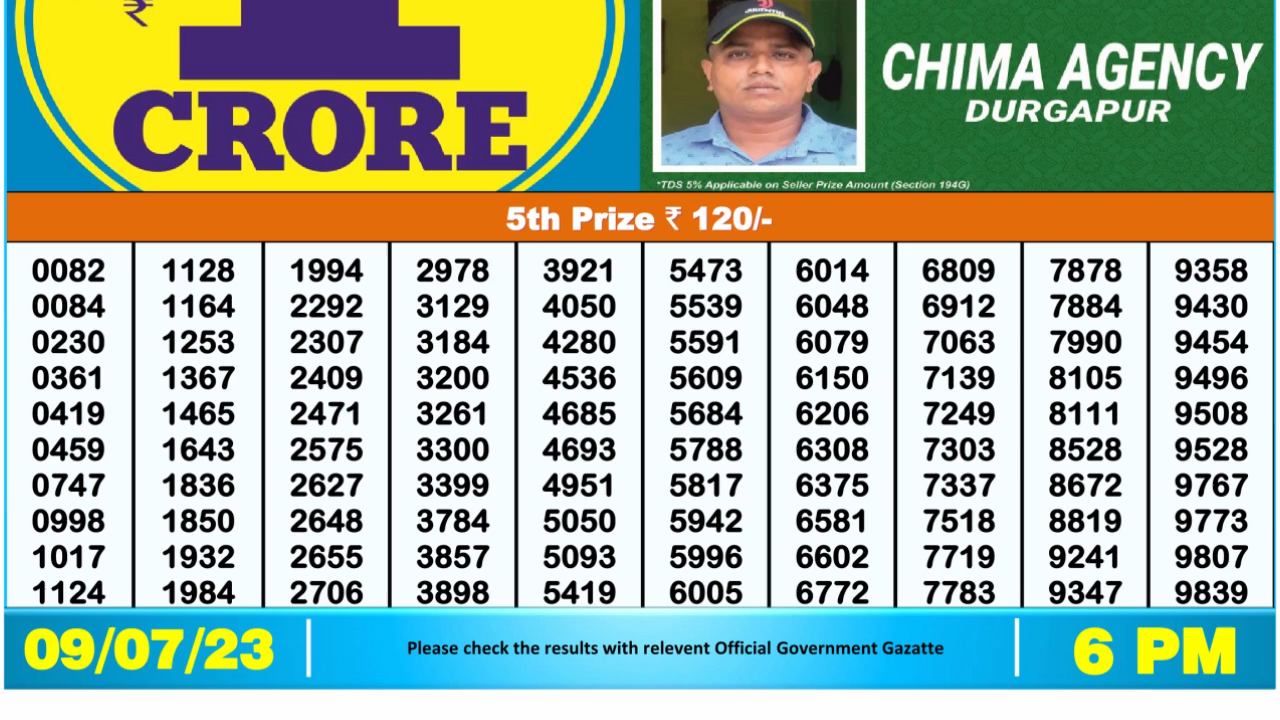 ₹
1
CRORE
CHIMA AGENCY
DURGAPUR
*TDS 5% Applicable on Seller Prize Amount (Section 194G)
5th Prize ₹ 120/-
0082 1128 1994 2978 3921 5473 6014 6809 7878 9358
0084 1164 2292 3129 4050 5539 6048 6912 7884 9430
0230 1253 2307 3184 4280 5591 6079 7063 7990 9454
0361 1367 2409 3200 4536 5609 6150 7139 8105 9496
0419 1465 2471 3261 4685 5684 6206 7249 8111 9508
0459 1643 2575 3300 4693 5788 6308 7303 8528 9528
0747 1836 2627 3399 4951 5817 6375 7337 8672 9767
0998 1850 2648 3784 5050 5942 6581 7518 8819 9773
1017 1932 2655 3857 5093 5996 6602 7719 9241 9807
1124 1984 2706 3898 5419 6005 6772 7783 9347 9839
09/07/23 Please check the results with relevent Official Government Gazatte 6 PM